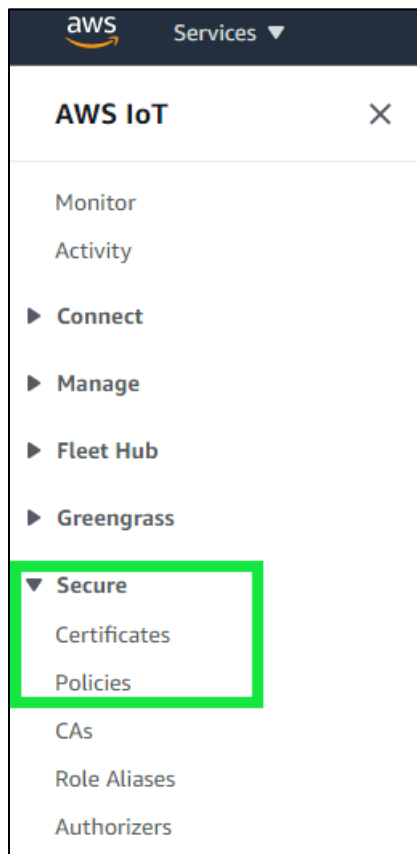 aws Services
AWS IoT
Monitor
Activity
Connect
Manage
Fleet Hub
Greengrass
Secure
Certificates
Policies
CAs
Role Aliases
Authorizers